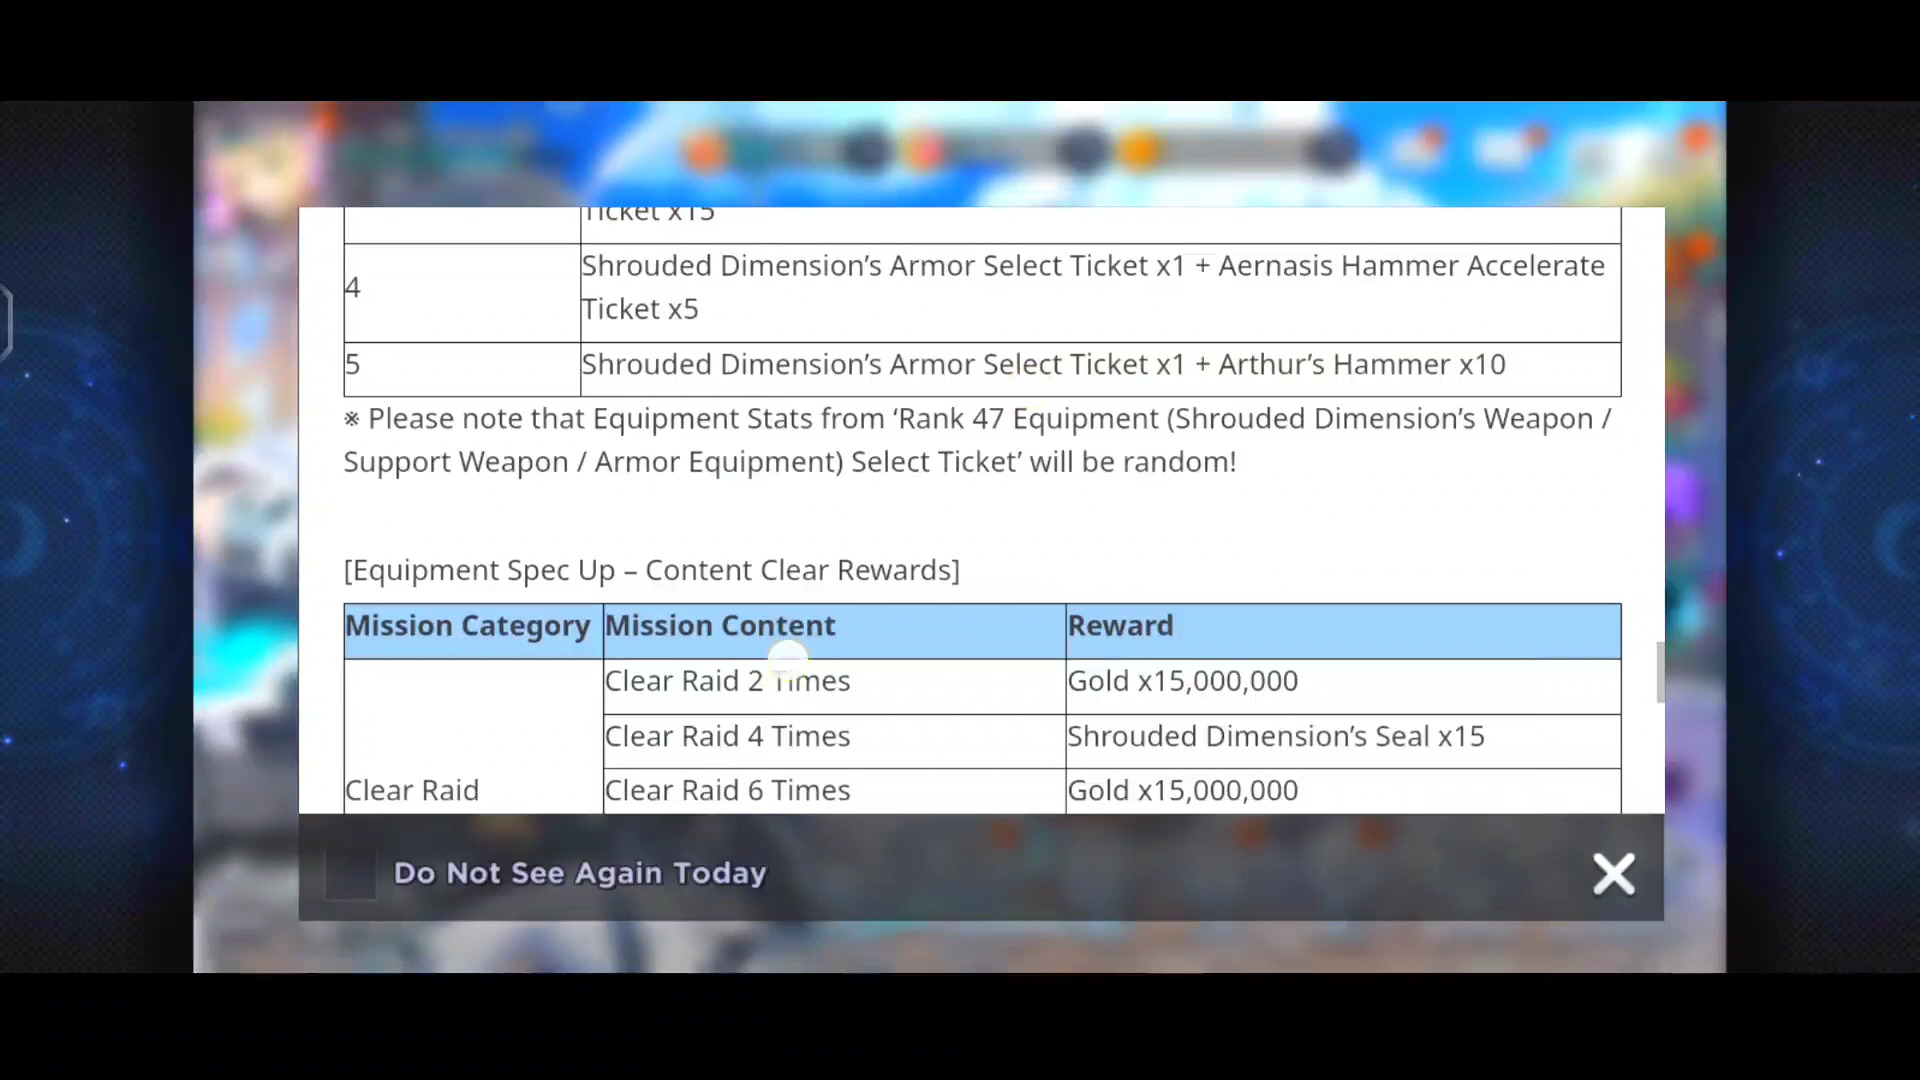 Ticket x15
4
Shrouded Dimension’s Armor Select Ticket x1 + Aernasis Hammer Accelerate
Ticket x5
5
Shrouded Dimension’s Armor Select Ticket x1 + Arthur’s Hammer x10
※ Please note that Equipment Stats from ‘Rank 47 Equipment (Shrouded Dimension’s Weapon /
Support Weapon / Armor Equipment) Select Ticket’ will be random!
[Equipment Spec Up – Content Clear Rewards]
Mission Category Mission Content Reward
Clear Raid 2 Times Gold x15,000,000
Clear Raid 4 Times Shrouded Dimension’s Seal x15
Clear Raid Clear Raid 6 Times Gold x15,000,000
Do Not See Again Today